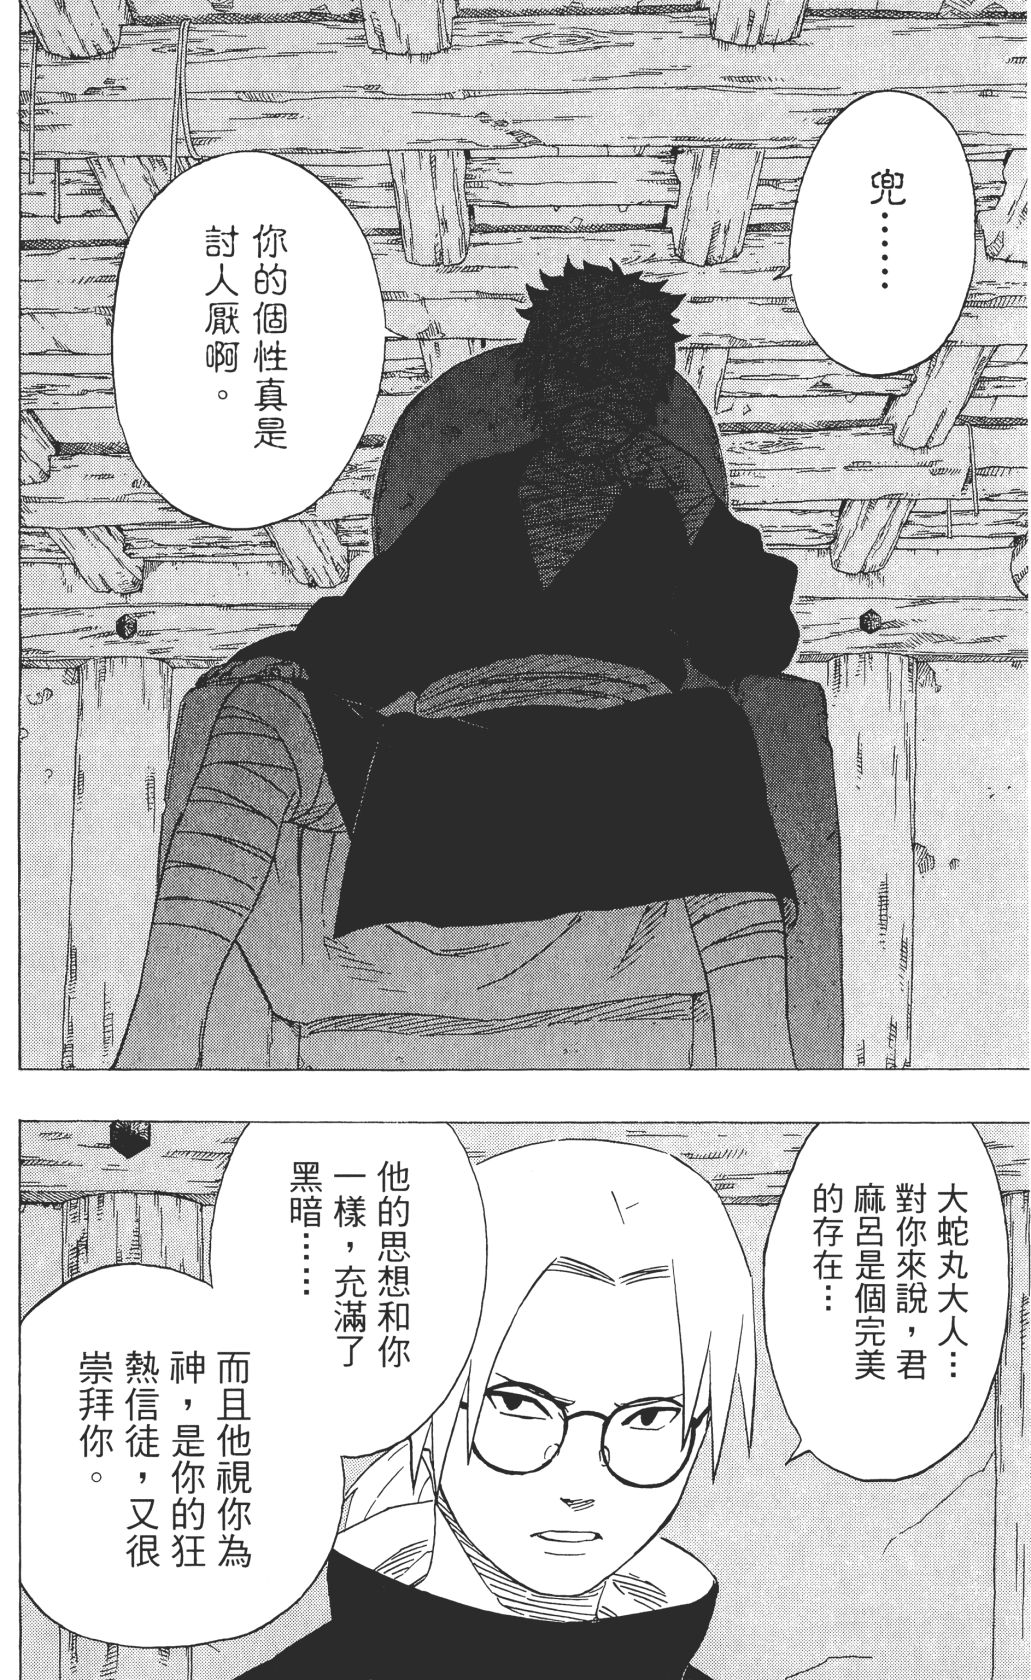 兜……
你的個性真是
討人厭啊。
大蛇丸大人…
對你來說，君
麻呂是個完美
的存在…
他的思想和你
一樣，充滿了
黑暗……
而且他視你為
神，是你的狂
熱信徒，又很
崇拜你。